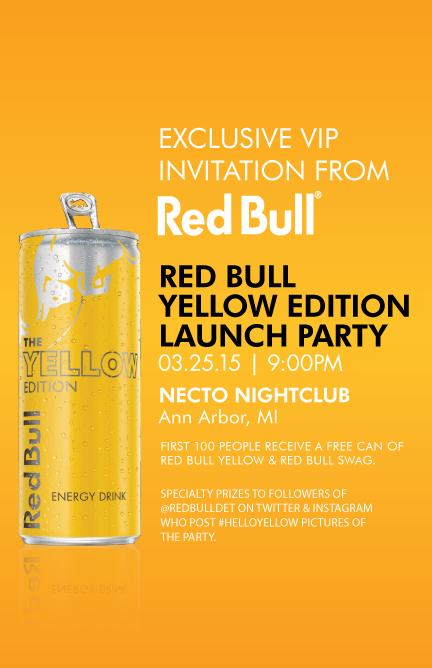 EXCLUSIVE VIP
INVITATION FROM
Red Bull®
RED BULL
YELLOW EDITION
LAUNCH PARTY
03.25.15 | 9:00PM
NECTO NIGHTCLUB
Ann Arbor, MI
FIRST 100 PEOPLE RECEIVE A FREE CAN OF
RED BULL YELLOW & RED BULL SWAG.
SPECIALTY PRIZES TO FOLLOWERS OF
@REDBULLDET ON TWITTER & INSTAGRAM
WHO POST #HELLOYELLOW PICTURES OF
THE PARTY.
THE
YELLOW
EDITION
Red Bull
ENERGY DRINK